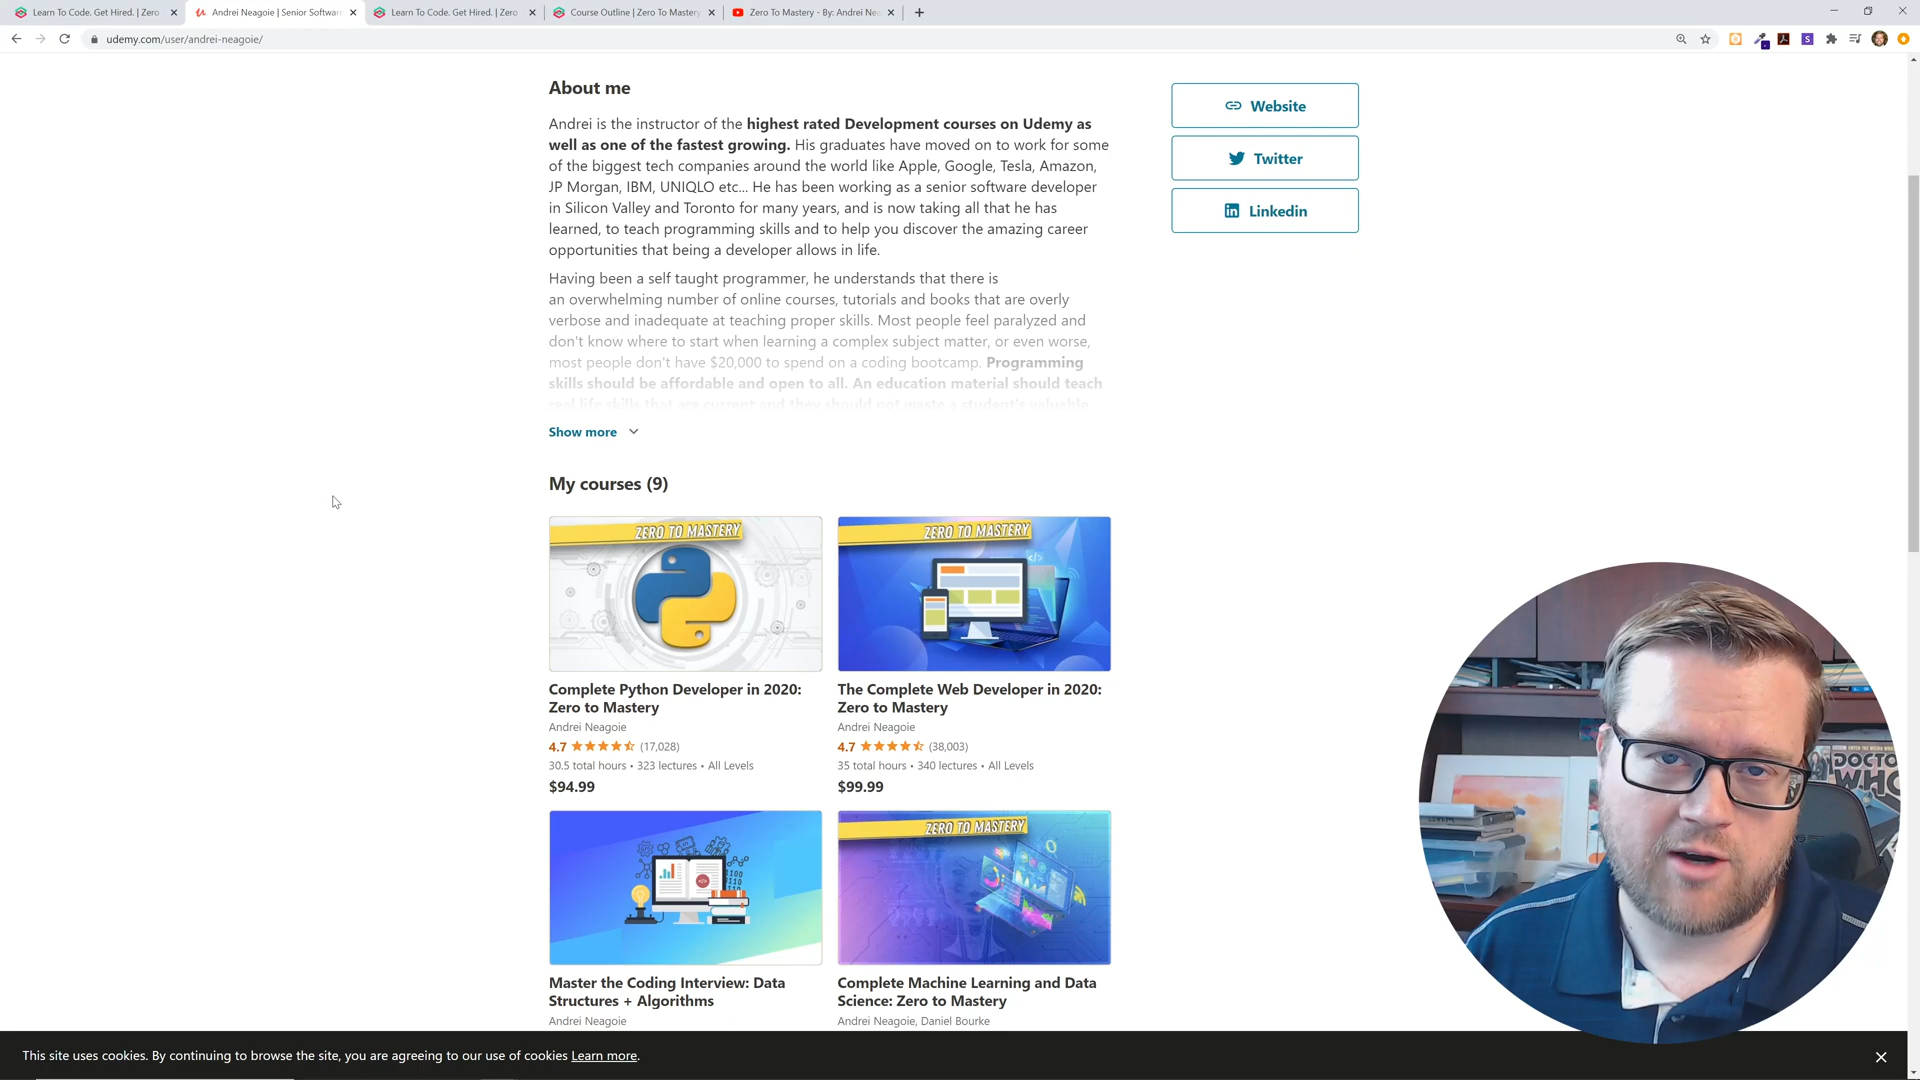 Learn To Code. Get Hired. | Zero
Andrei Neagoie | Senior Software
Learn To Code. Get Hired. | Zero
Course Outline | Zero To Mastery
Zero To Mastery - By: Andrei Nea
udemy.com/user/andrei-neagoie/
About me
Andrei is the instructor of the highest rated Development courses on Udemy as
well as one of the fastest growing. His graduates have moved on to work for some
of the biggest tech companies around the world like Apple, Google, Tesla, Amazon,
JP Morgan, IBM, UNIQLO etc... He has been working as a senior software developer
in Silicon Valley and Toronto for many years, and is now taking all that he has
learned, to teach programming skills and to help you discover the amazing career
opportunities that being a developer allows in life.
Having been a self taught programmer, he understands that there is
an overwhelming number of online courses, tutorials and books that are overly
verbose and inadequate at teaching proper skills. Most people feel paralyzed and
don't know where to start when learning a complex subject matter, or even worse,
most people don't have $20,000 to spend on a coding bootcamp. Programming
skills should be affordable and open to all. An education material should teach
real life skills that are current and they should not waste a student's valuable
Show more
Website
Twitter
Linkedin
My courses (9)
ZERO TO MASTERY
Complete Python Developer in 2020:
Zero to Mastery
Andrei Neagoie
4.7 (17,028)
30.5 total hours • 323 lectures • All Levels
$94.99
ZERO TO MASTERY
The Complete Web Developer in 2020:
Zero to Mastery
Andrei Neagoie
4.7 (38,003)
35 total hours • 340 lectures • All Levels
$99.99
Master the Coding Interview: Data
Structures + Algorithms
Andrei Neagoie
ZERO TO MASTERY
Complete Machine Learning and Data
Science: Zero to Mastery
Andrei Neagoie, Daniel Bourke
DOCTOR
WHO
This site uses cookies. By continuing to browse the site, you are agreeing to our use of cookies Learn more.